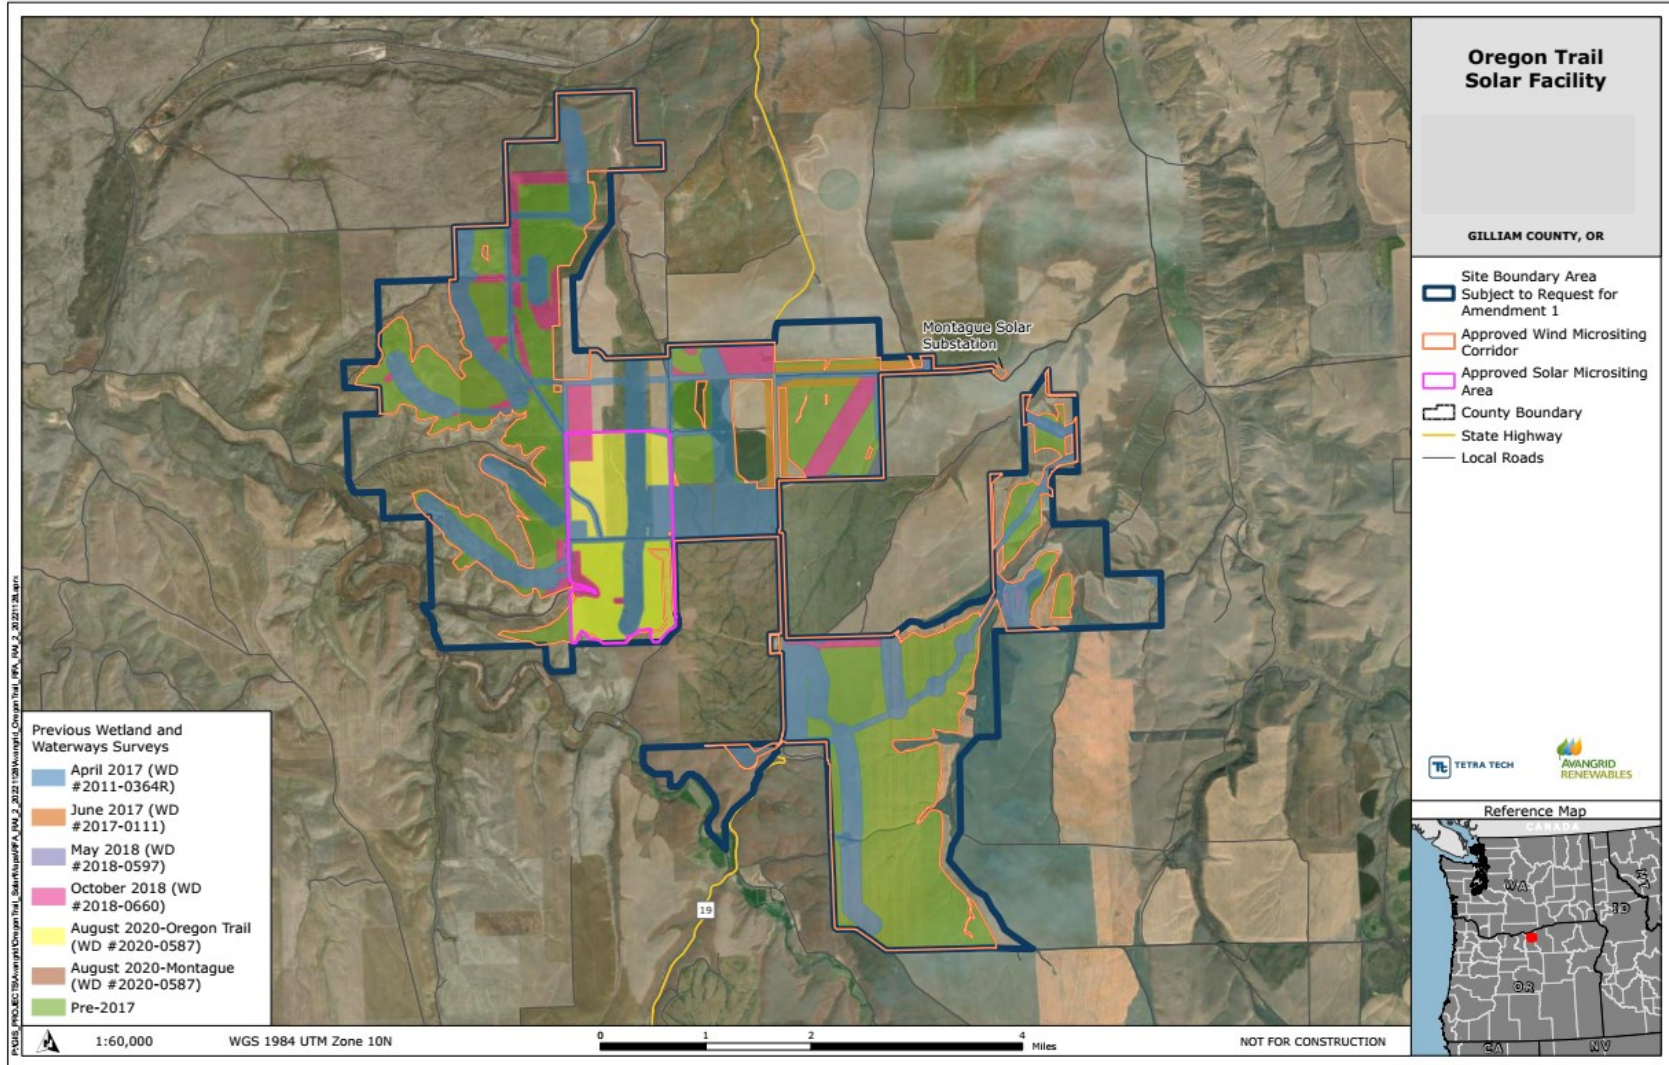 Oregon Trail
Solar Facility
GILLIAM COUNTY, OR
Site Boundary Area
Subject to Request for
Amendment 1
Approved Wind Micrositing
Corridor
Approved Solar Micrositing
Area
County Boundary
State Highway
Local Roads
Montague Solar
Substation
19
Previous Wetland and
Waterways Surveys
April 2017 (WD
#2011-0364R)
June 2017 (WD
#2017-0111)
May 2018 (WD
#2018-0597)
October 2018 (WD
#2018-0660)
August 2020-Oregon Trail
(WD #2020-0587)
August 2020-Montague
(WD #2020-0587)
Pre-2017
TETRA TECH
AVANGRID
RENEWABLES
Reference Map
CANADA
WA
MT
ID
OR
CA
NV
1:60,000
WGS 1984 UTM Zone 10N
0 1 2 4
Miles
NOT FOR CONSTRUCTION